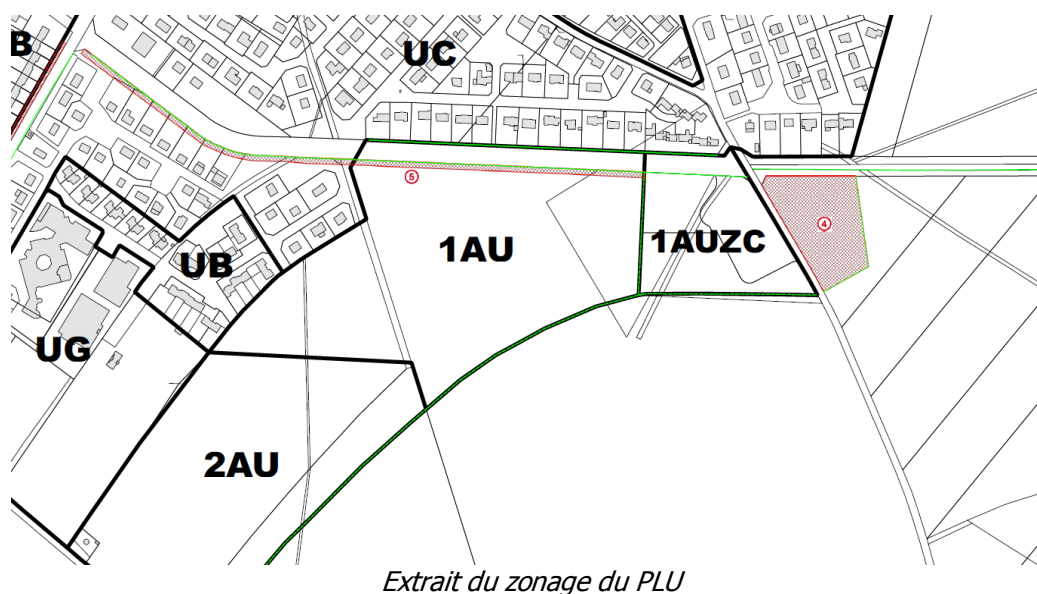 B
UC
⑤
1AU
1AUZC
④
UB
UG
2AU
Extrait du zonage du PLU